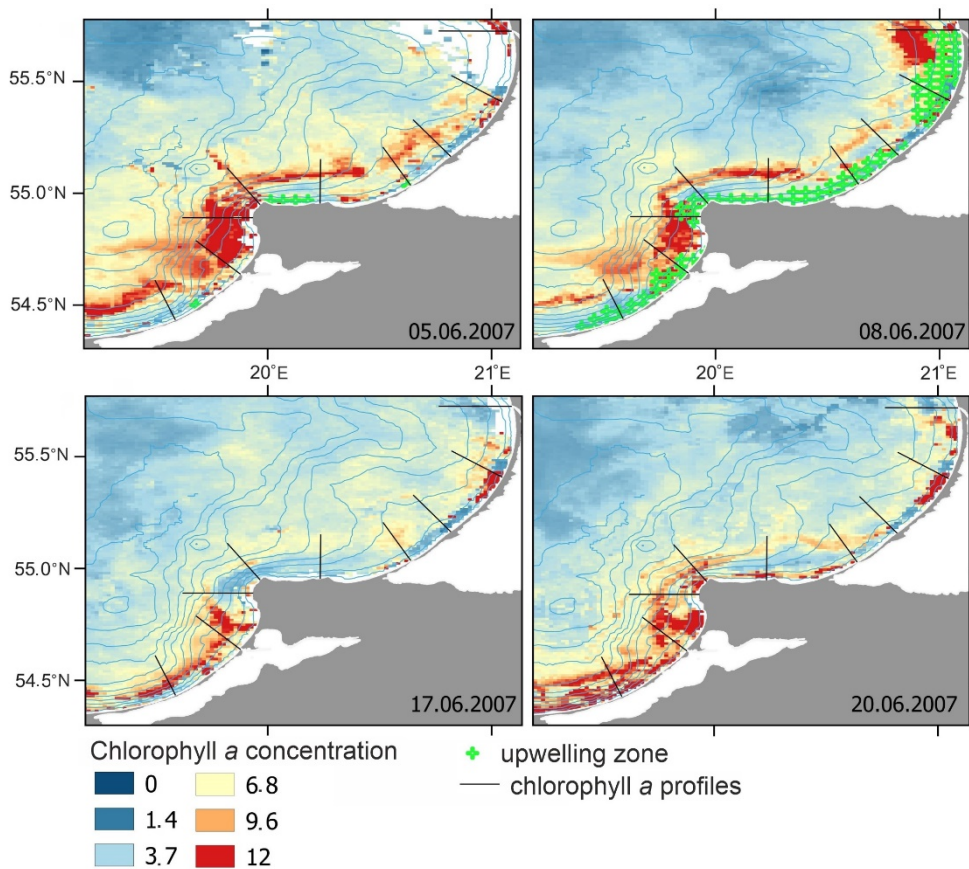 55.5°N
55.0°N
54.5°N
05.06.2007
08.06.2007
20°E
21°E
20°E
21°E
55.5°N
55.0°N
54.5°N
17.06.2007
20.06.2007
Chlorophyll a concentration
0
6.8
1.4
9.6
3.7
12
upwelling zone
chlorophyll a profiles